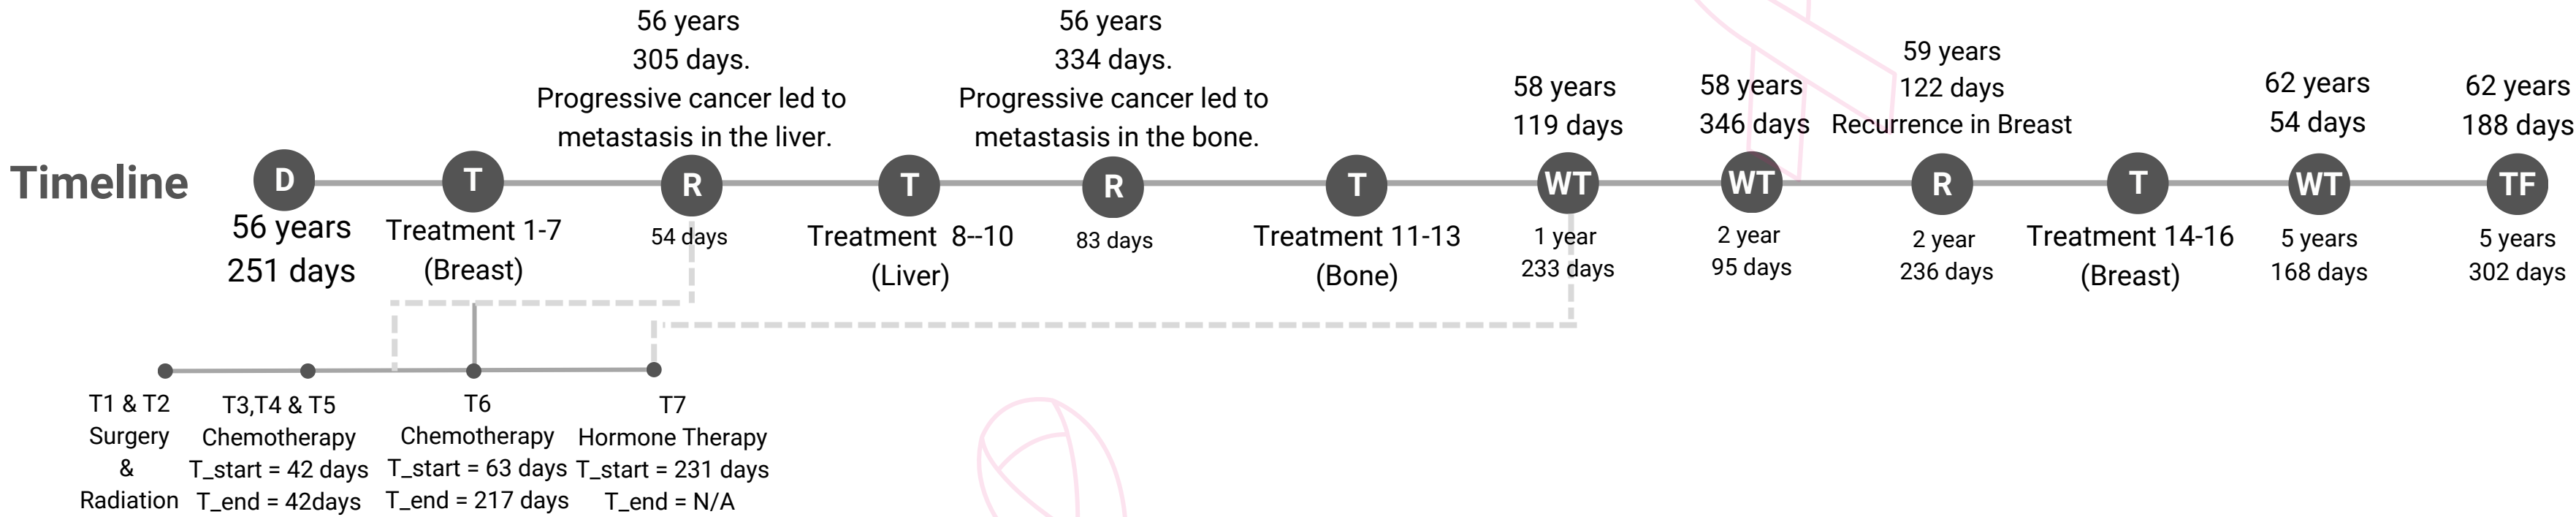 Timeline
D
56 years
251 days
T
Treatment 1-7
(Breast)
56 years
305 days.
Progressive cancer led to
metastasis in the liver.
R
54 days
T
Treatment  8--10
(Liver)
56 years
334 days.
Progressive cancer led to
metastasis in the bone.
R
83 days
T
Treatment 11-13
(Bone)
58 years
119 days
WT
1 year
233 days
58 years
346 days
WT
2 year
95 days
59 years
122 days
Recurrence in Breast
R
2 year
236 days
T
Treatment 14-16
(Breast)
62 years
54 days
WT
5 years
168 days
62 years
188 days
TF
5 years
302 days
T1 & T2
Surgery
&
Radiation
T3,T4 & T5
Chemotherapy
T_start = 42 days
T_end = 42days
T6
Chemotherapy
T_start = 63 days
T_end = 217 days
T7
Hormone Therapy
T_start = 231 days
T_end = N/A